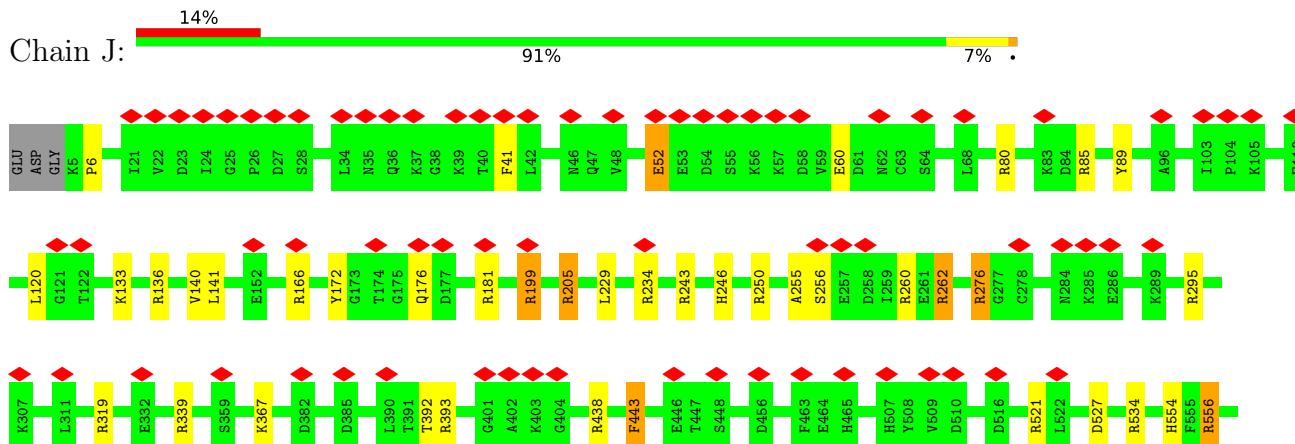 14%
Chain J:
91% 7% •
GLU ASP GLY K5 P6 I21 V22 D23 I24 G25 P26 D27 S28 L34 N35 Q36 K37 G38 K39 T40 F41 L42 N46 Q47 V48 E52 E53 D54 S55 K56 K57 D58 V59 E60 D61 N62 C63 S64 L68 R80 K83 D84 R85 Y89 A96 I103 P104 K105
L120 G121 T122 K133 R136 V140 L141 E152 R166 Y172 G173 T174 G175 Q176 D177 R181 R199 R205 L229 R234 R243 H246 R250 A255 S256 E257 D258 I259 R260 E261 R262 R276 G277 C278 N284 K285 E286 K289 R295
K307 L311 R319 E332 R339 S359 K367 D382 D385 L390 T391 T392 R393 G401 A402 K403 G404 R438 F443 E446 T447 S448 D456 F463 E464 H465 H507 Y508 V509 D510 D516 R521 L522 D527 R534 H554 F555 R556